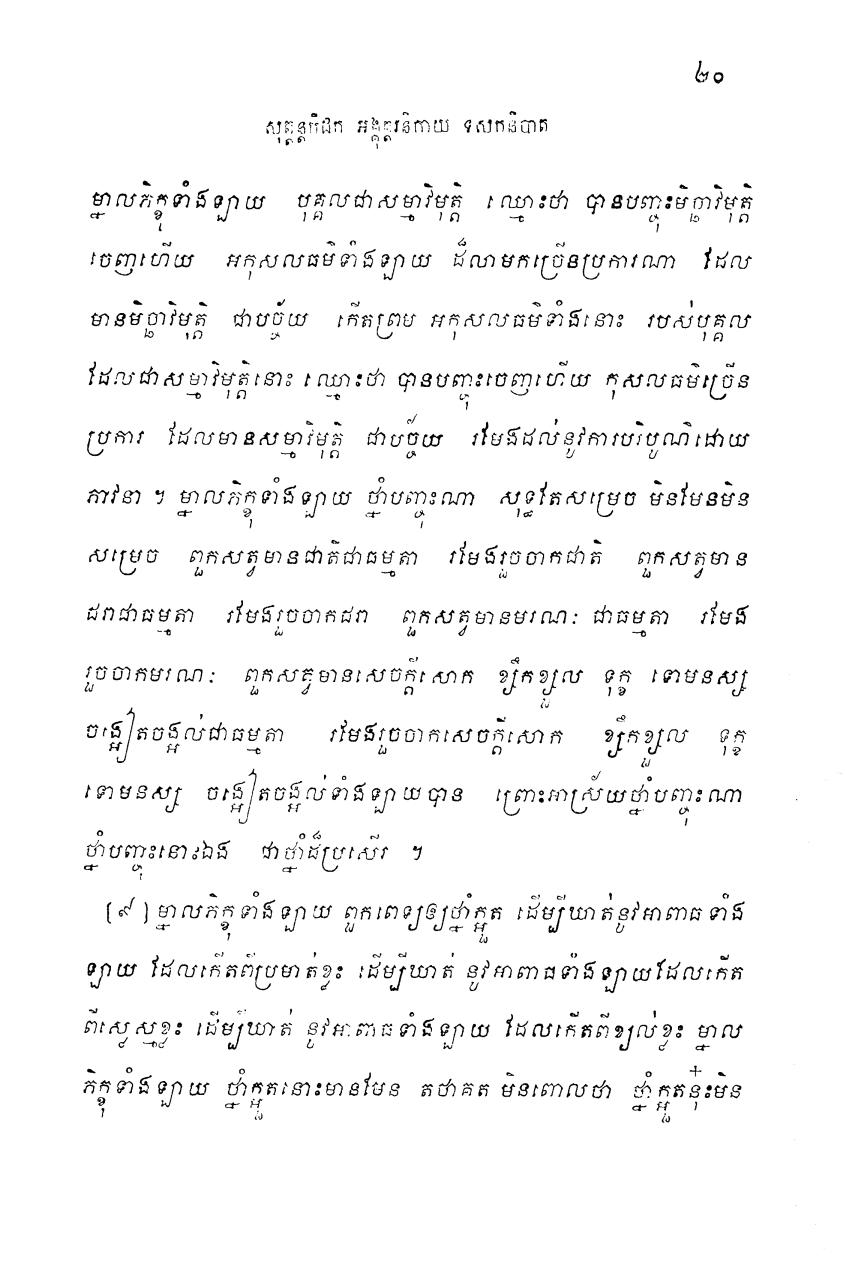 ២០
សុត្តន្តបិដក អង្គុត្តរនិកាយ ទសកនិបាត
ម្នាលភិក្ខុទាំងឡាយ បុគ្គលជាសម្មាវិមុត្តិ ឈ្មោះថា បានបញ្ចុះមិច្ឆាវិមុត្តិ
ចេញហើយ អកុសលធម៌ទាំងឡាយ ដ៏លាមកច្រើនប្រការណា ដែល
មានមិច្ឆាវិមុត្តិ ជាបច្ច័យ កើតព្រម អកុសលធម៌ទាំងនោះ របស់បុគ្គល
ដែលជាសម្មាវិមុត្តិនោះ ឈ្មោះថា បានបញ្ចុះចេញហើយ កុសលធម៌ច្រើន
ប្រការ ដែលមានសម្មាវិមុត្តិ ជាបច្ច័យ រមែងដល់នូវការបរិបូណ៌ដោយ
ភាវនា ។ ម្នាលភិក្ខុទាំងឡាយ ថ្នាំបញ្ចុះណា សុទ្ធតែសម្រេច មិនមែនមិន
សម្រេច ពួកសត្វមានជាតិជាធម្មតា រមែងរួចចាកជាតិ ពួកសត្វមាន
ជរាជាធម្មតា រមែងរួចចាកជរា ពួកសត្វមានមរណៈ ជាធម្មតា រមែង
រួចចាកមរណៈ ពួកសត្វមានសេចក្តីសោក ខ្សឹកខ្សួល ទុក្ខ ទោមនស្ស
ចង្អៀតចង្អល់ជាធម្មតា រមែងរួចចាកសេចក្តីសោក ខ្សឹកខ្សួល ទុក្ខ
ទោមនស្ស ចង្អៀតចង្អល់ទាំងឡាយបាន ព្រោះអាស្រ័យថ្នាំបញ្ចុះណា
ថ្នាំបញ្ចុះនោះឯង ជាថ្នាំដ៏ប្រសើរ ។
(៩) ម្នាលភិក្ខុទាំងឡាយ ពួកពេទ្យឲ្យថ្នាំក្អួត ដើម្បីឃាត់នូវអាពាធទាំង
ឡាយ ដែលកើតពីប្រមាត់ខ្លះ ដើម្បីឃាត់ នូវអាពាធទាំងឡាយដែលកើត
ពីស្លេស្មខ្លះ ដើម្បីឃាត់ នូវអាពាធទាំងឡាយ ដែលកើតពីខ្យល់ខ្លះ ម្នាល
ភិក្ខុទាំងឡាយ ថ្នាំក្អួតនោះមានមែន តថាគត មិនពោលថា ថ្នាំក្អួតនុ៎ះមិន